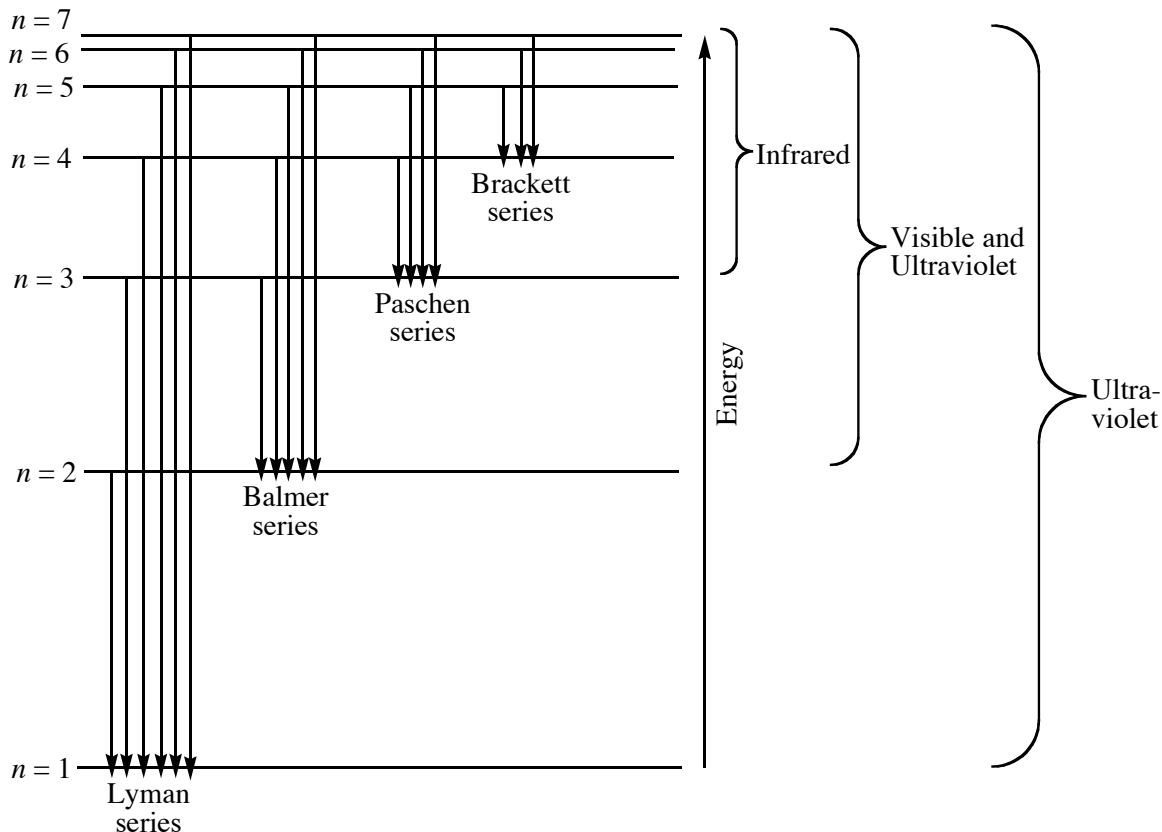 n = 7
n = 6
n = 5
n = 4
Infrared
Brackett
series
Visible and
Ultraviolet
n = 3
Paschen
series
Energy
Ultra-
violet
n = 2
Balmer
series
n = 1
Lyman
series